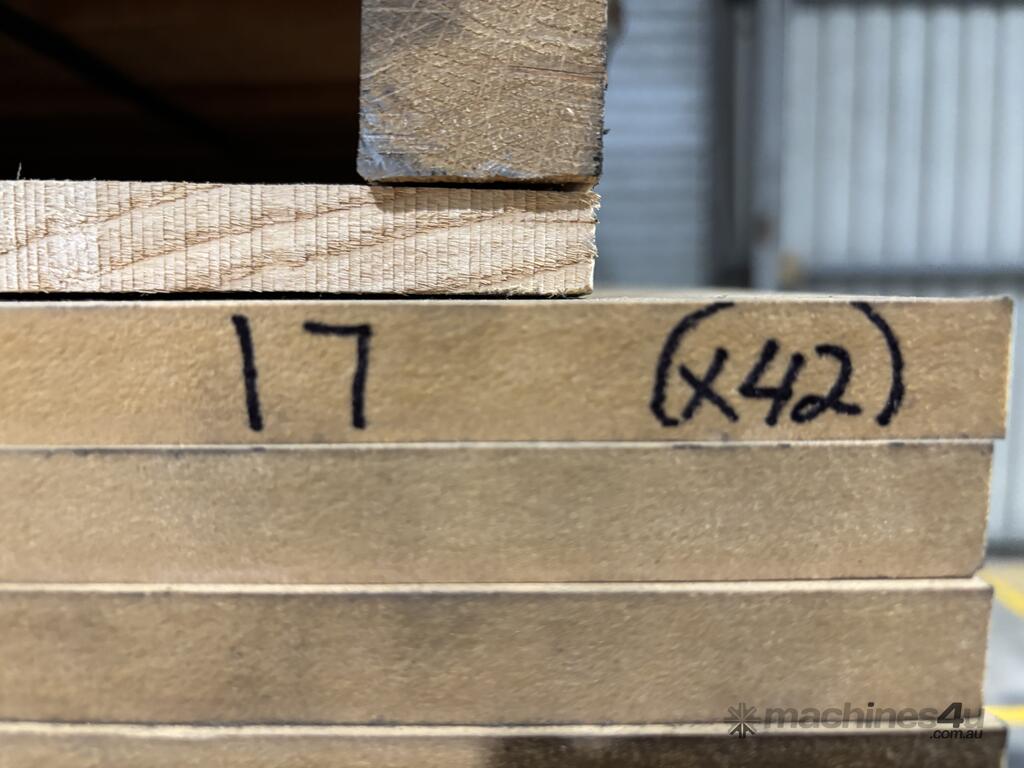 17 (x42)
machines4u
.com.au